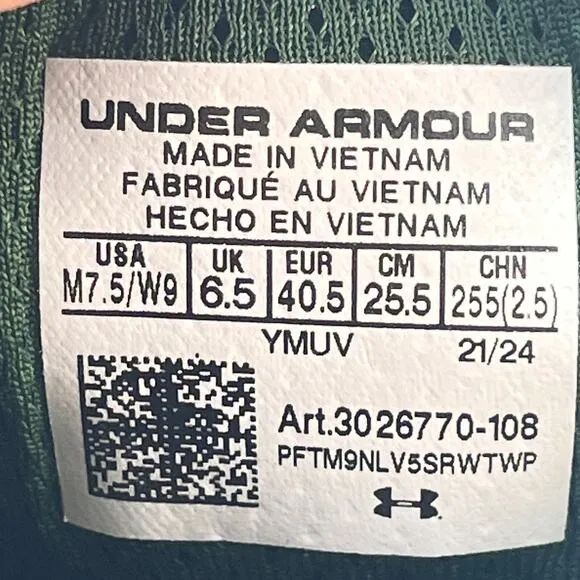 UNDER ARMOUR
MADE IN VIETNAM
FABRIQUÉ AU VIETNAM
HECHO EN VIETNAM
USA UK EUR CM CHN
M7.5/W9 6.5 40.5 25.5 255(2.5)
YMUV 21/24
Art.3026770-108
PFTM9NLV5SRWTWP